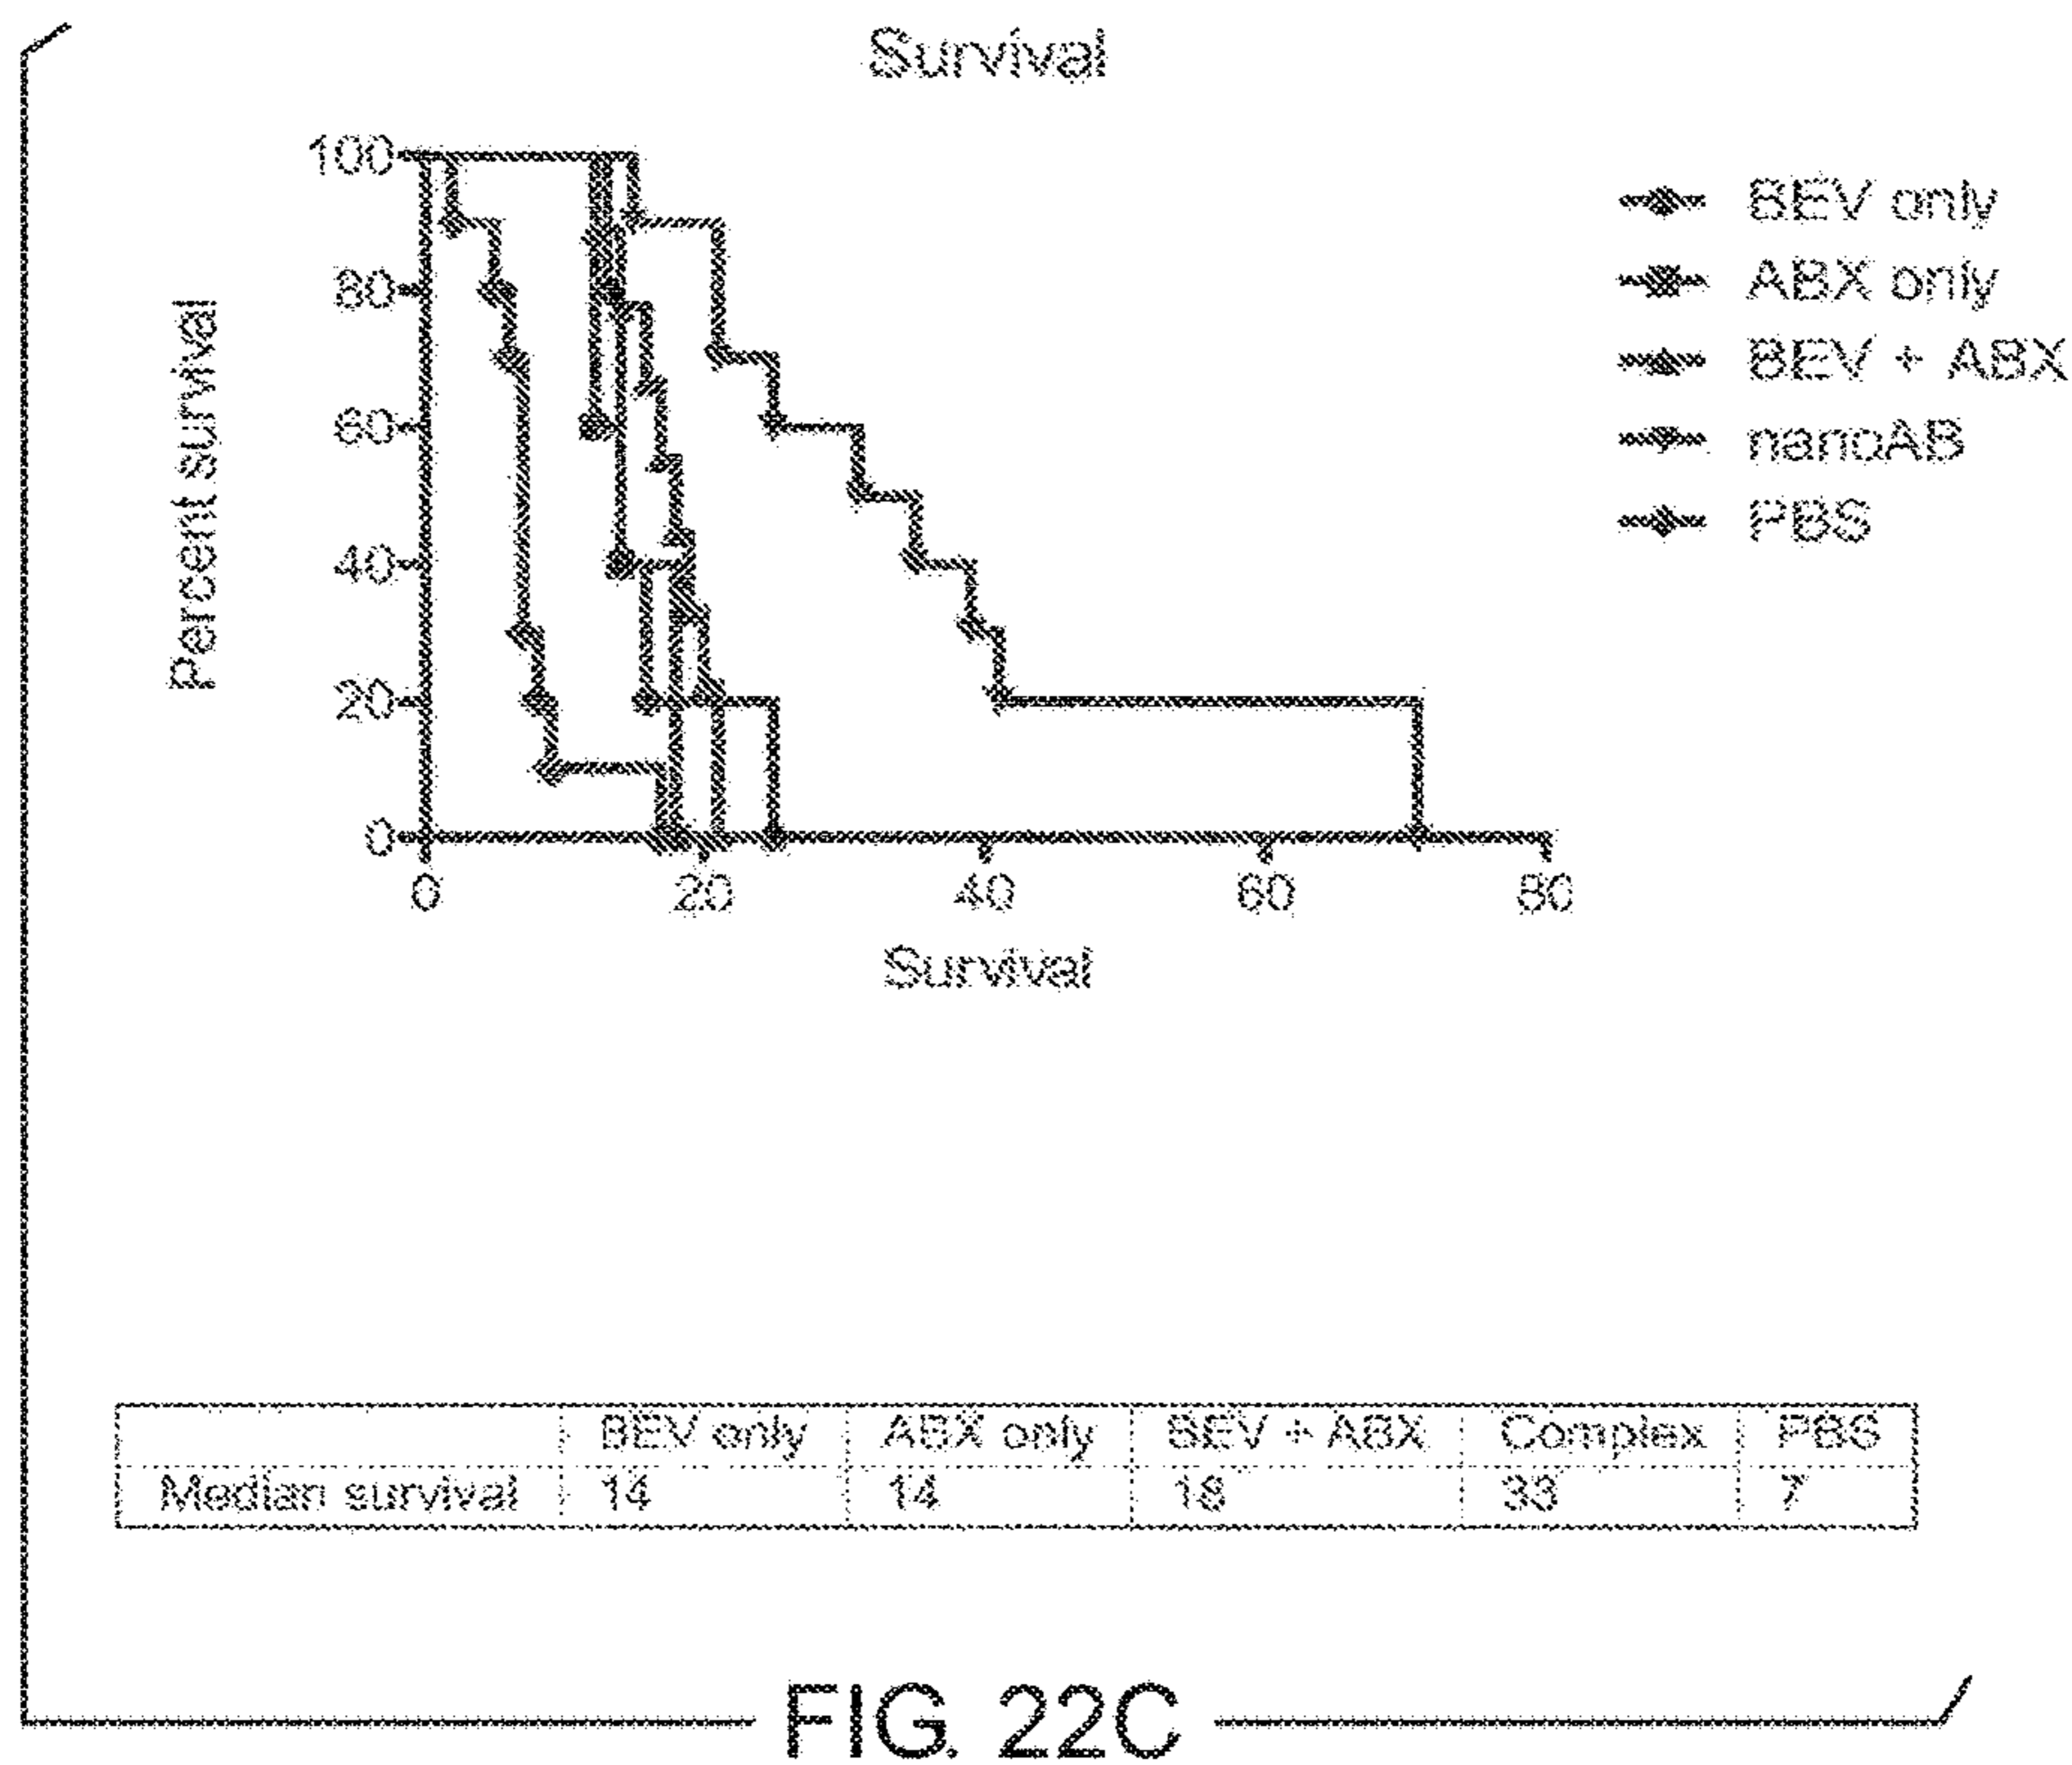 Survival
100
80
60
40
20
0
Percent survival
0 20 40 60 80
Survival
BEV only
ABX only
BEV + ABX
nanoAB
PBS
BEV only ABX only BEV + ABX Complex PBS
Median survival 14 14 18 33 7
FIG. 22C